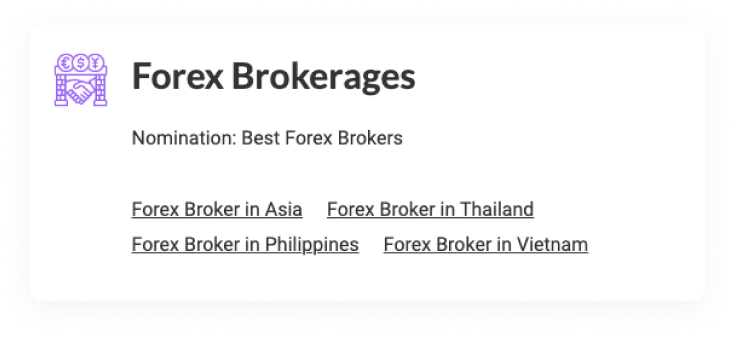 Forex Brokerages
Nomination: Best Forex Brokers
Forex Broker in Asia Forex Broker in Thailand
Forex Broker in Philippines Forex Broker in Vietnam